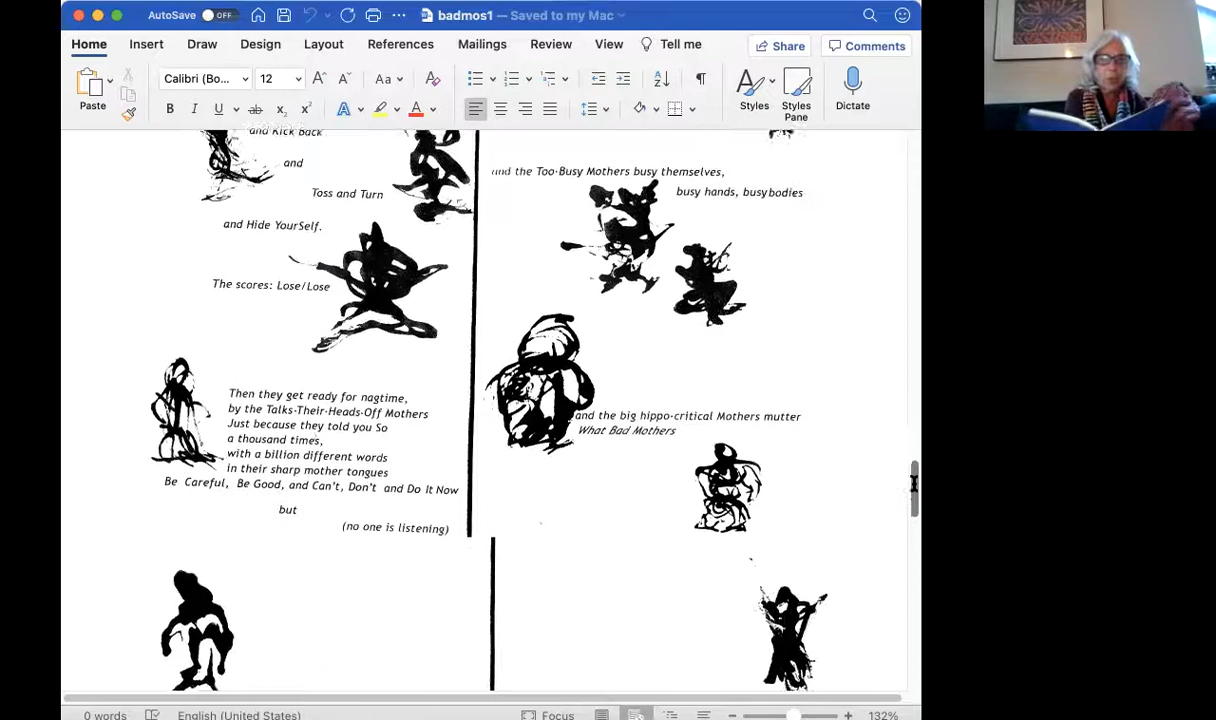 AutoSave OFF badmos1 — Saved to my Mac
Home Insert Draw Design Layout References Mailings Review View Tell me Share Comments
Paste Calibri (Bo... 12 Aa Styles Styles Pane Dictate
and Kick Back
and
Toss and Turn
and Hide YourSelf.
The scores: Lose/Lose
Then they get ready for nagtime,
by the Talks-Their-Heads-Off Mothers
Just because they told you So
a thousand times,
with a billion different words
in their sharp mother tongues
Be Careful, Be Good, and Can't, Don't and Do It Now
but
(no one is listening)
and the Too-Busy Mothers busy themselves,
busy hands, busybodies
and the big hippo-critical Mothers mutter
What Bad Mothers
0 words English (United States) Focus 132%